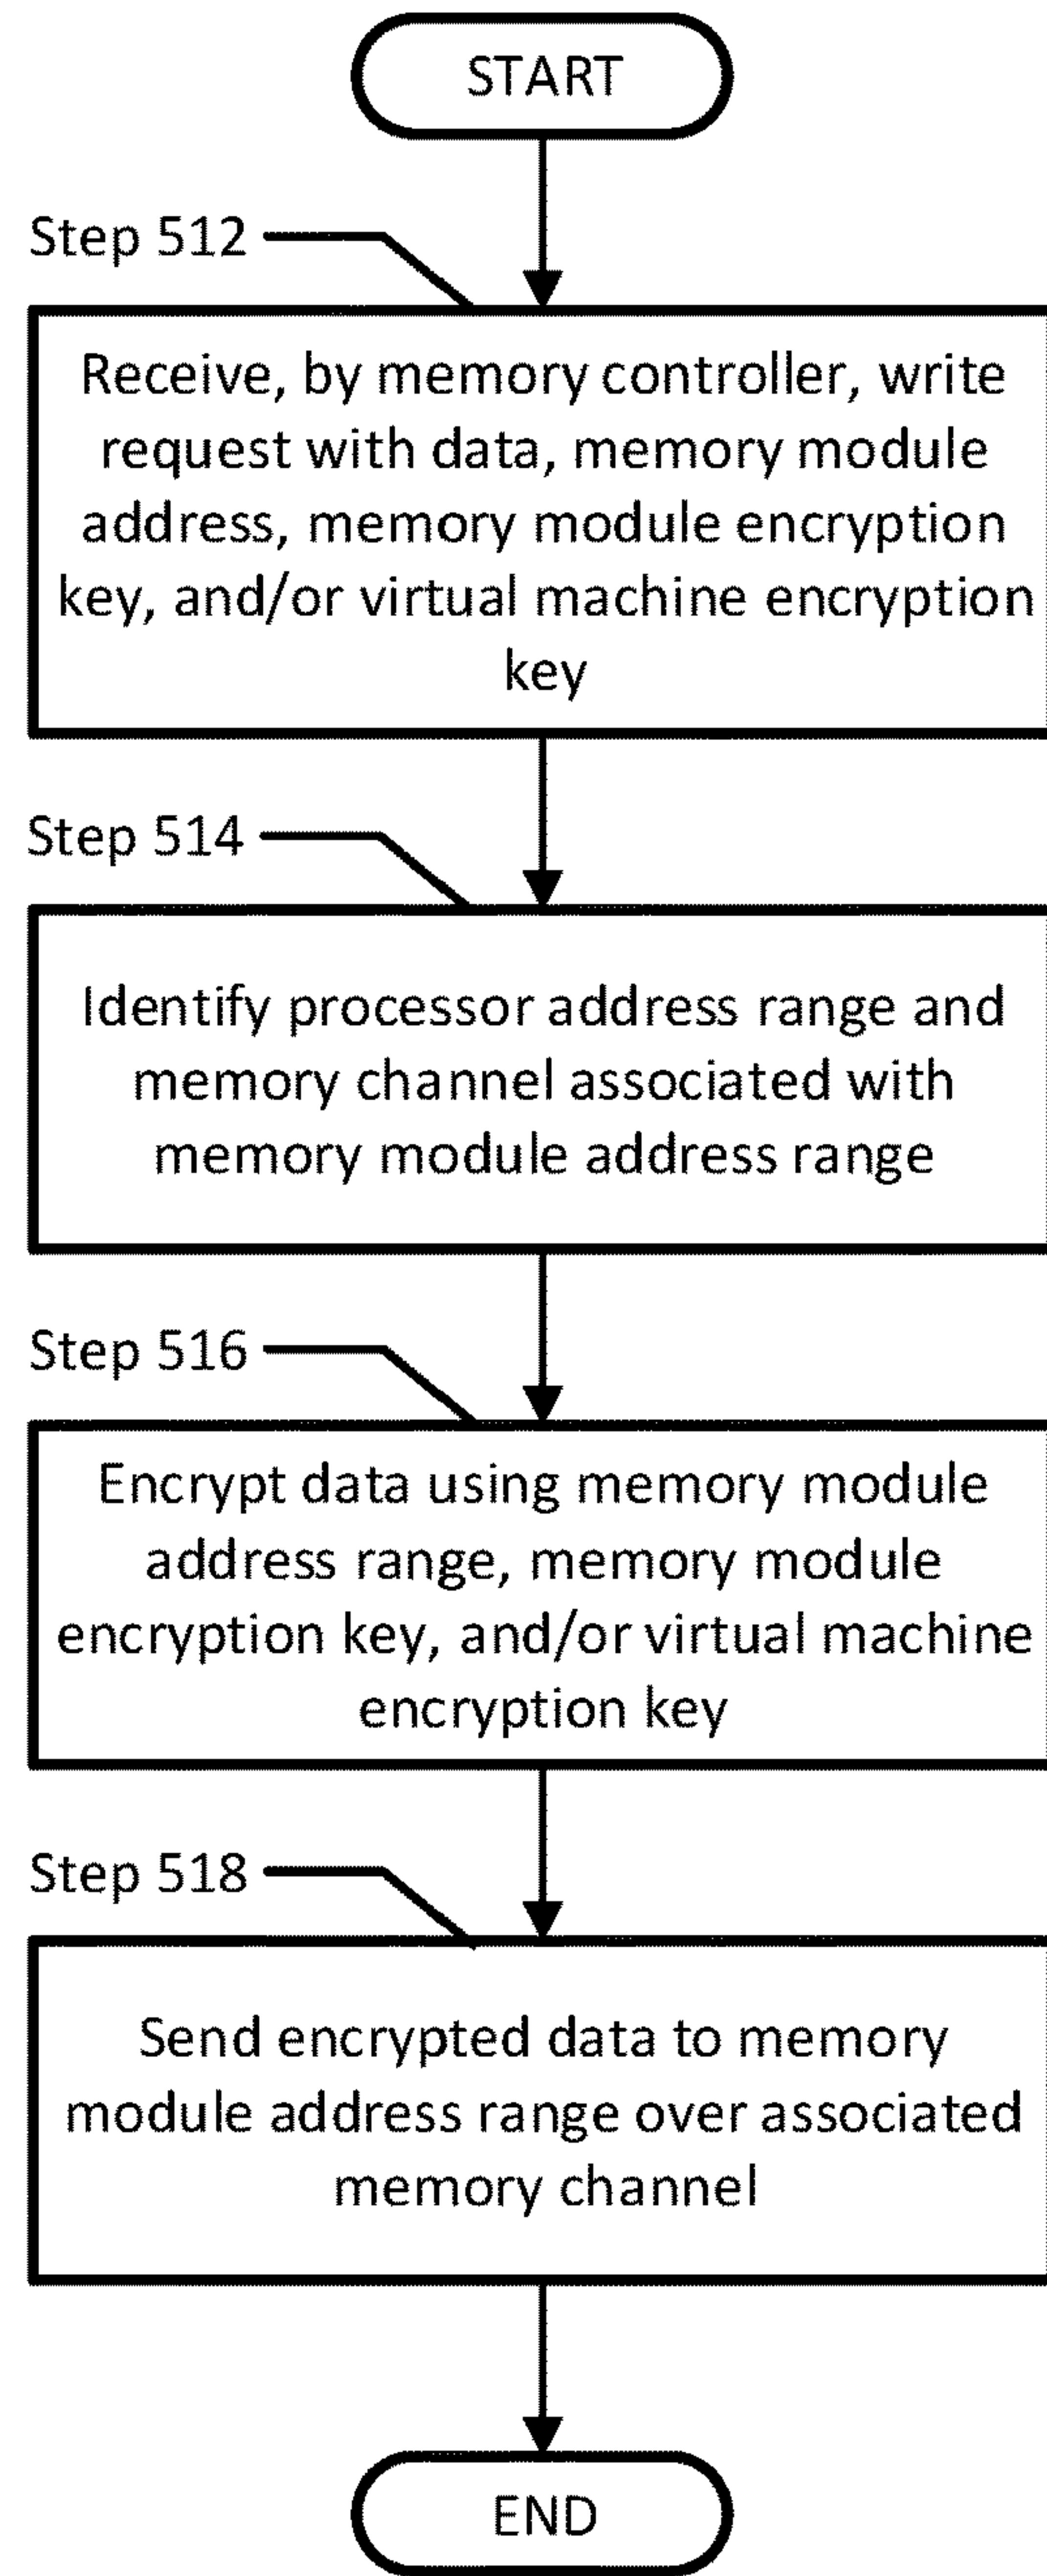 START
Step 512
Receive, by memory controller, write
request with data, memory module
address, memory module encryption
key, and/or virtual machine encryption
key
Step 514
Identify processor address range and
memory channel associated with
memory module address range
Step 516
Encrypt data using memory module
address range, memory module
encryption key, and/or virtual machine
encryption key
Step 518
Send encrypted data to memory
module address range over associated
memory channel
END